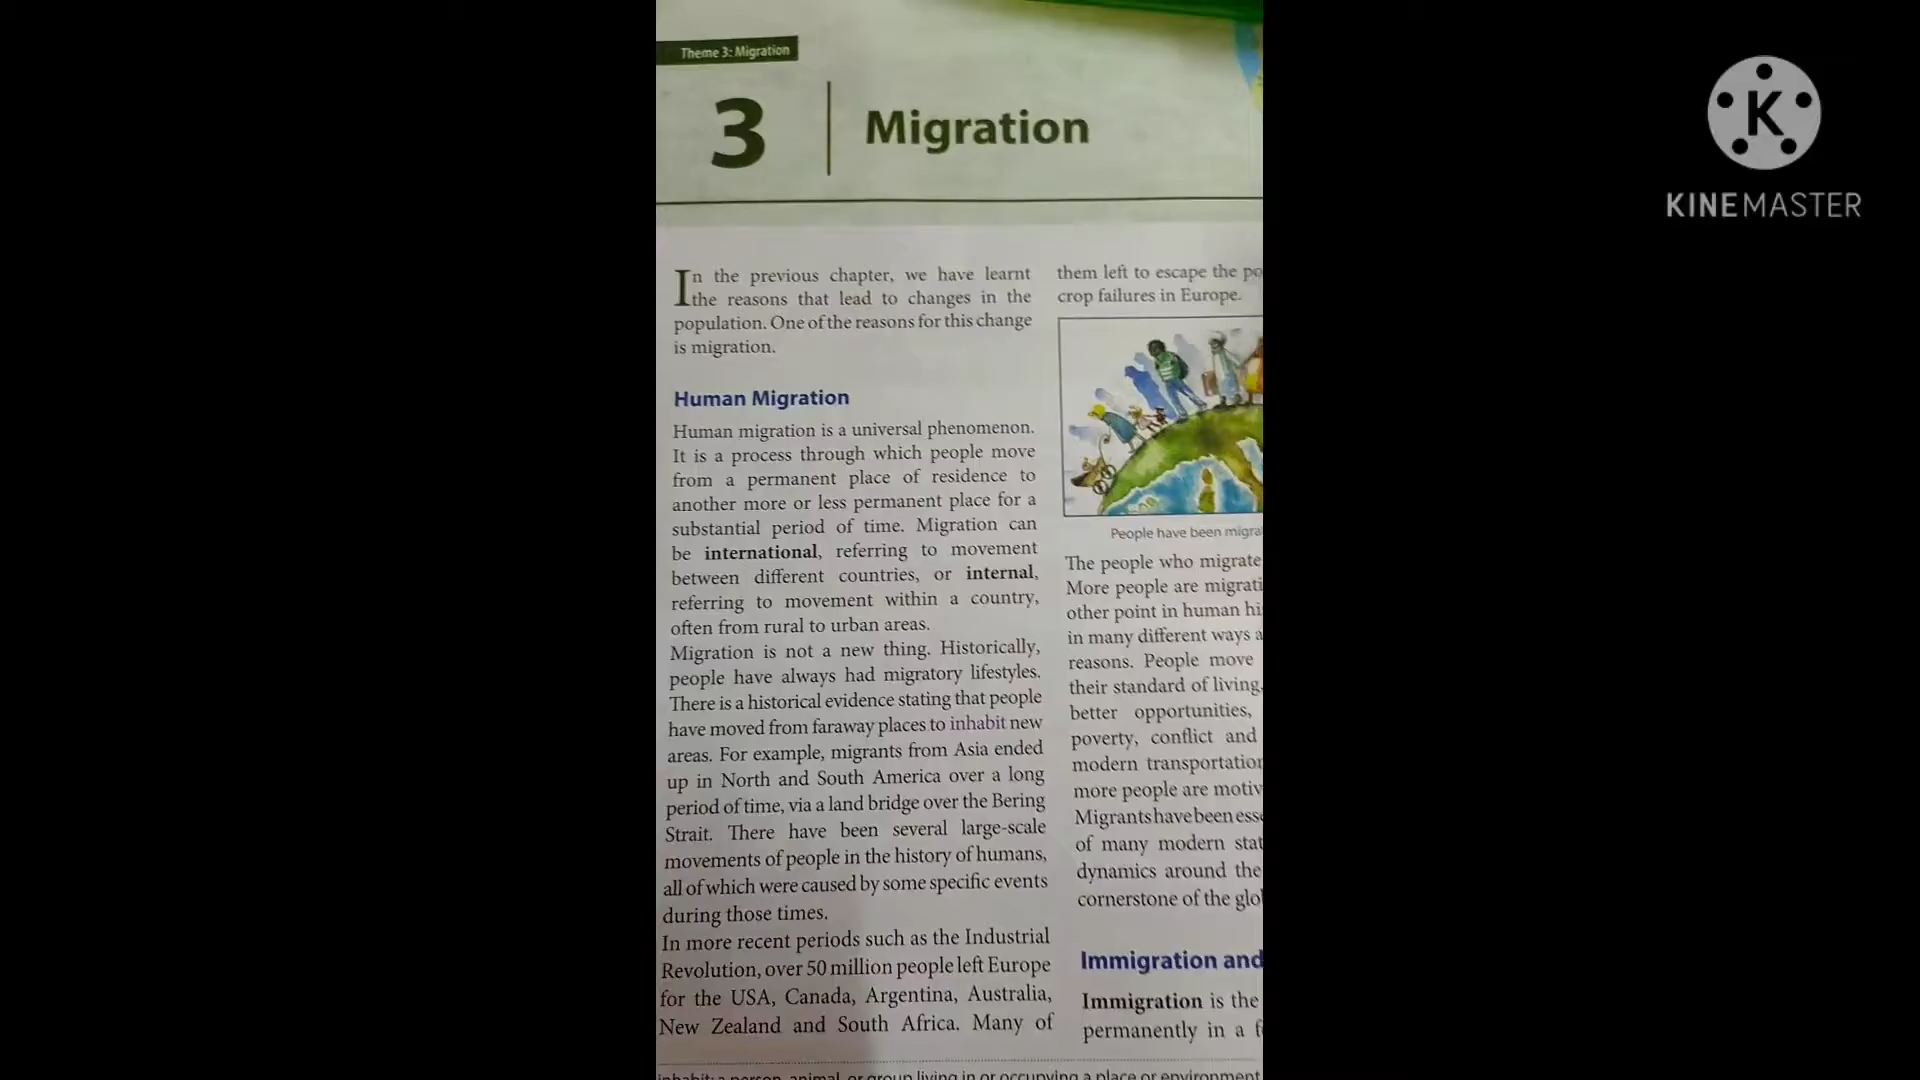 Theme 3: Migration
3
Migration
In the previous chapter, we have learnt
the reasons that lead to changes in the
population. One of the reasons for this change
is migration.
Human Migration
Human migration is a universal phenomenon.
It is a process through which people move
from a permanent place of residence to
another more or less permanent place for a
substantial period of time. Migration can
be international, referring to movement
between different countries, or internal,
referring to movement within a country,
often from rural to urban areas.
Migration is not a new thing. Historically,
people have always had migratory lifestyles.
There is a historical evidence stating that people
have moved from faraway places to inhabit new
areas. For example, migrants from Asia ended
up in North and South America over a long
period of time, via a land bridge over the Bering
Strait. There have been several large-scale
movements of people in the history of humans,
all of which were caused by some specific events
during those times.
In more recent periods such as the Industrial
Revolution, over 50 million people left Europe
for the USA, Canada, Argentina, Australia,
New Zealand and South Africa. Many of
them left to escape the
crop failures in Europe.
People have been
The people who migrate
More people are
other point in human
in many different ways
reasons. People move
their standard of living,
better opportunities,
poverty, conflict and
modern
more people are
Migrants have been
of many modern
dynamics around the
cornerstone of the
Immigration and
Immigration is the
permanently in a
inhabit: a person, animal, or group living in or occupying a place or environment
K
KINEMASTER